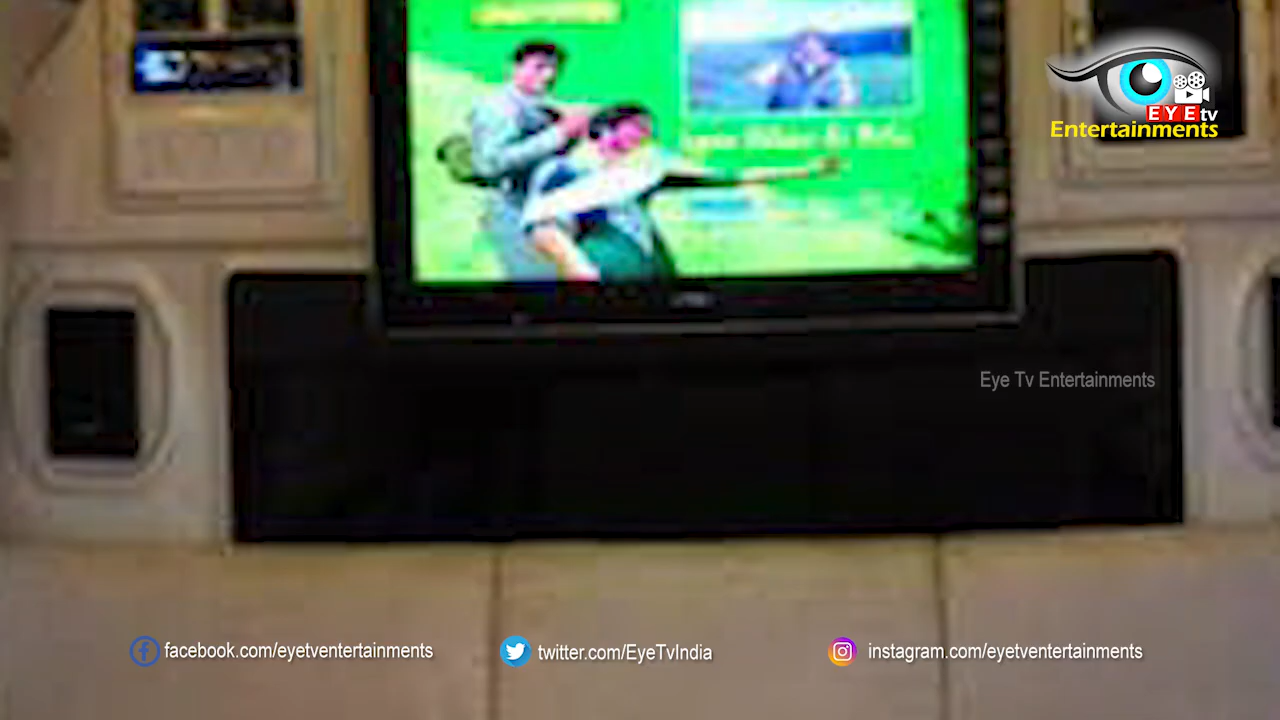 EYE tv
Entertainments
Eye Tv Entertainments
facebook.com/eyetventertainments
twitter.com/EyeTvIndia
instagram.com/eyetventertainments